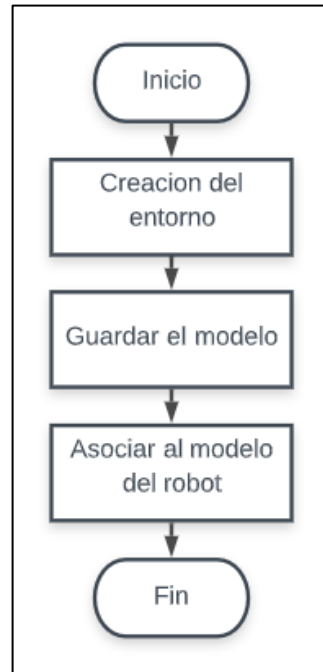 Inicio
Creacion del
entorno
Guardar el modelo
Asociar al modelo
del robot
Fin